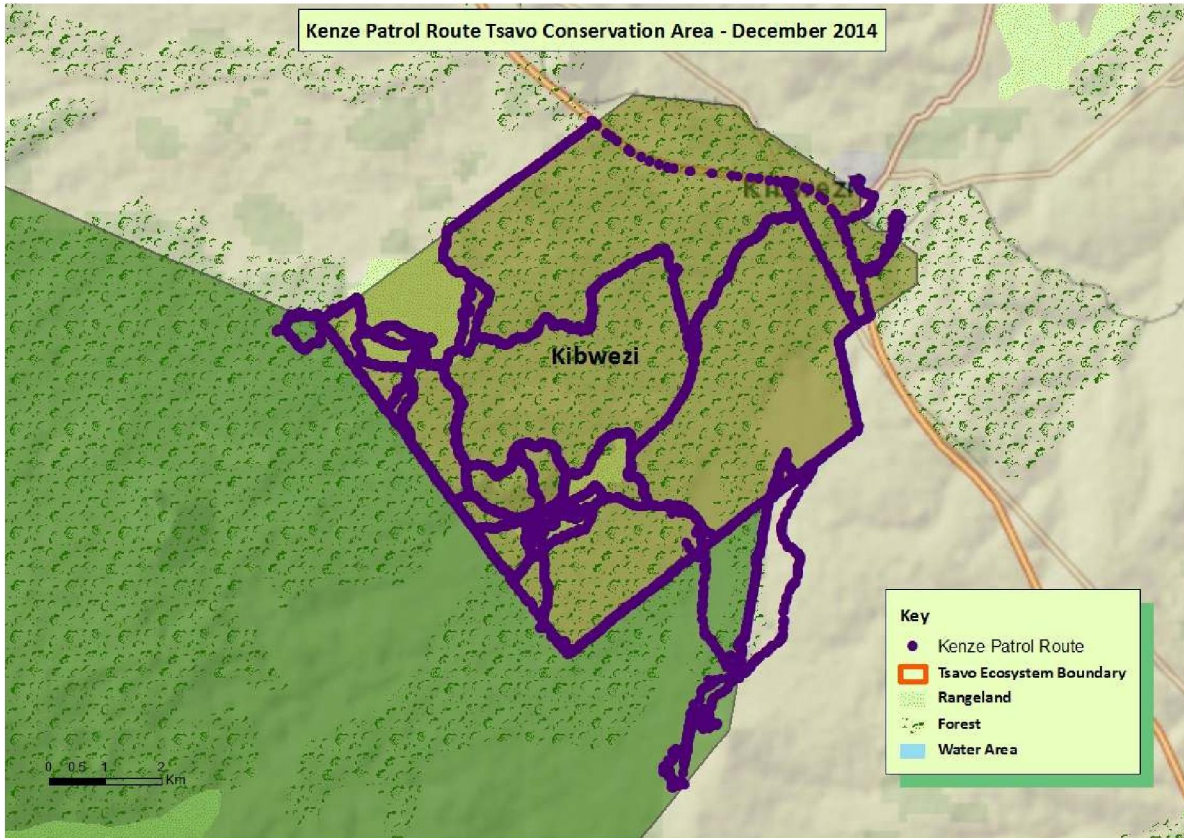 Kenze Patrol Route Tsavo Conservation Area - December 2014
Kibwezi
Kibwezi
Key
Kenze Patrol Route
Tsavo Ecosystem Boundary
Rangeland
Forest
Water Area
0 0.5 1 2
Km